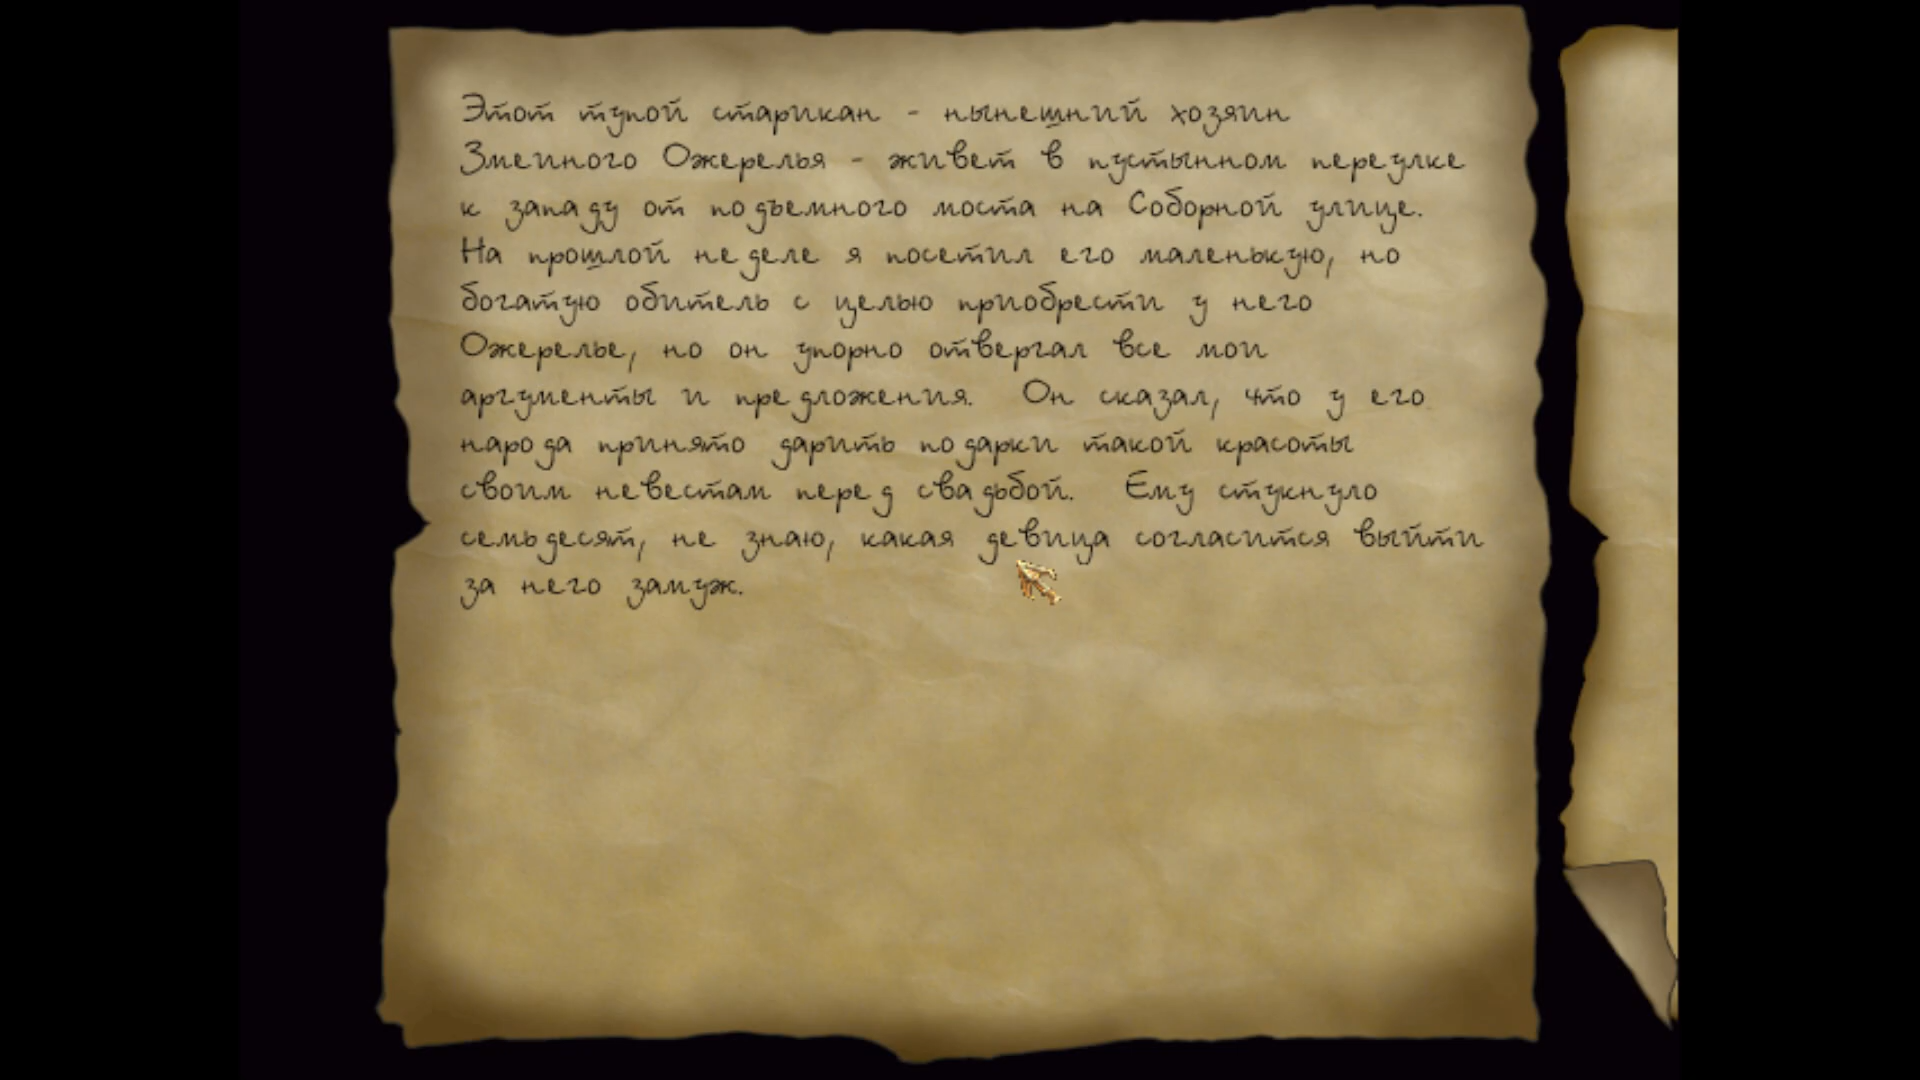 Этот тупой старикан - нынешний хозяин
Змеиного Ожерелья - живет в пустынном переулке
к западу от подъемного моста на Соборной улице.
На прошлой неделе я посетил его маленькую, но
богатую обитель с целью приобрести у него
Ожерелье, но он упорно отвергал все мои
аргументы и предложения. Он сказал, что у его
народа принято дарить подарки такой красоты
своим невестам перед свадьбой. Ему стукнуло
семьдесят, не знаю, какая девица согласится выйти
за него замуж.